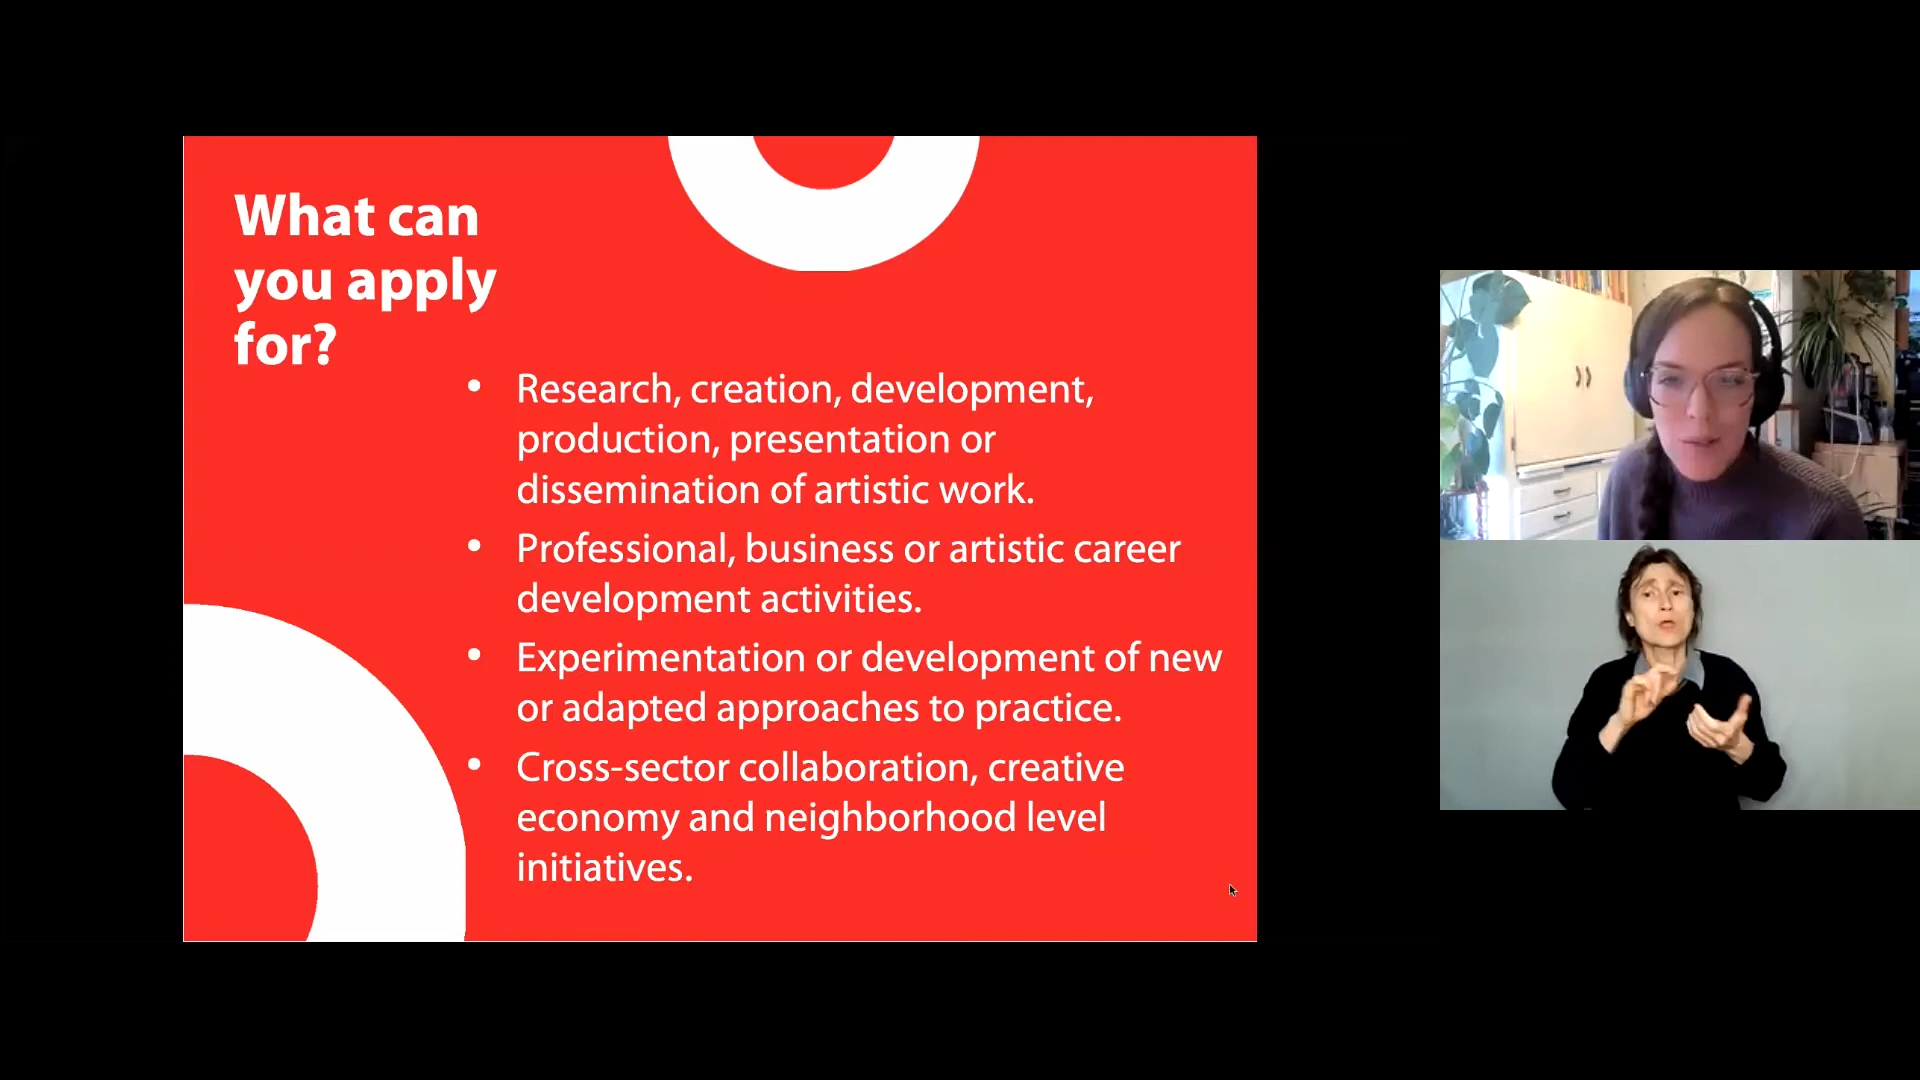 What can
you apply
for?
• Research, creation, development,
production, presentation or
dissemination of artistic work.
• Professional, business or artistic career
development activities.
• Experimentation or development of new
or adapted approaches to practice.
• Cross-sector collaboration, creative
economy and neighborhood level
initiatives.